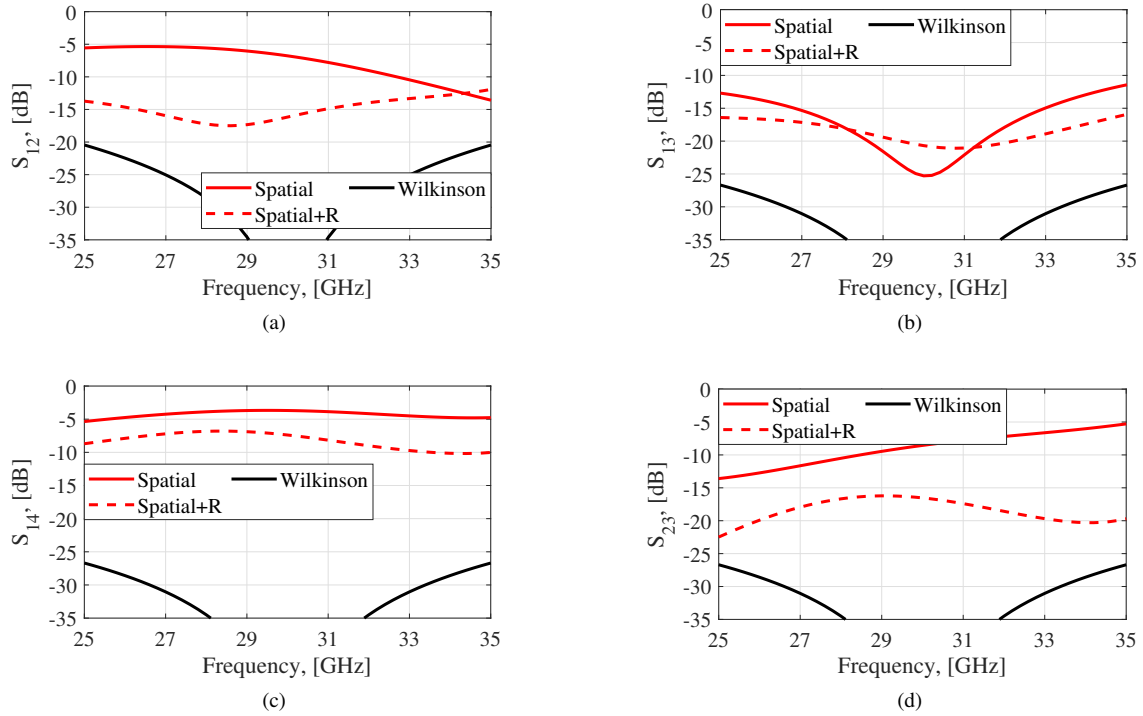 0
-5
-10
-15
-20
-25
-30
-35
S12, [dB]
Spatial
Wilkinson
Spatial+R
25 27 29 31 33 35
Frequency, [GHz]
(a)
0
-5
-10
-15
-20
-25
-30
-35
S13, [dB]
Spatial
Wilkinson
Spatial+R
25 27 29 31 33 35
Frequency, [GHz]
(b)
0
-5
-10
-15
-20
-25
-30
-35
S14, [dB]
Spatial
Wilkinson
Spatial+R
25 27 29 31 33 35
Frequency, [GHz]
(c)
0
-5
-10
-15
-20
-25
-30
-35
S23, [dB]
Spatial
Wilkinson
Spatial+R
25 27 29 31 33 35
Frequency, [GHz]
(d)